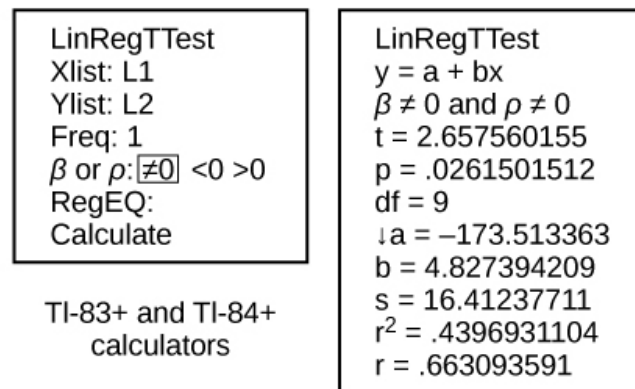 LinRegTTest
Xlist: L1
Ylist: L2
Freq: 1
β or ρ: ≠0 <0 >0
RegEQ:
Calculate
TI-83+ and TI-84+
calculators
LinRegTTest
y = a + bx
β ≠ 0 and ρ ≠ 0
t = 2.657560155
p = .0261501512
df = 9
↓a = –173.513363
b = 4.827394209
s = 16.41237711
r² = .4396931104
r = .663093591